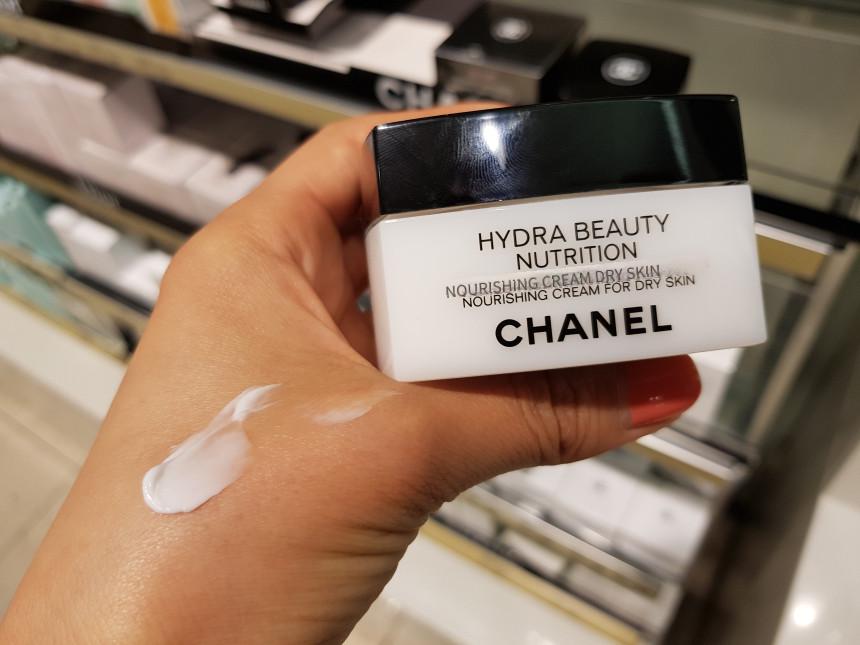 HYDRA BEAUTY
NUTRITION
NOURISHING CREAM DRY SKIN
NOURISHING CREAM FOR DRY SKIN
CHANEL